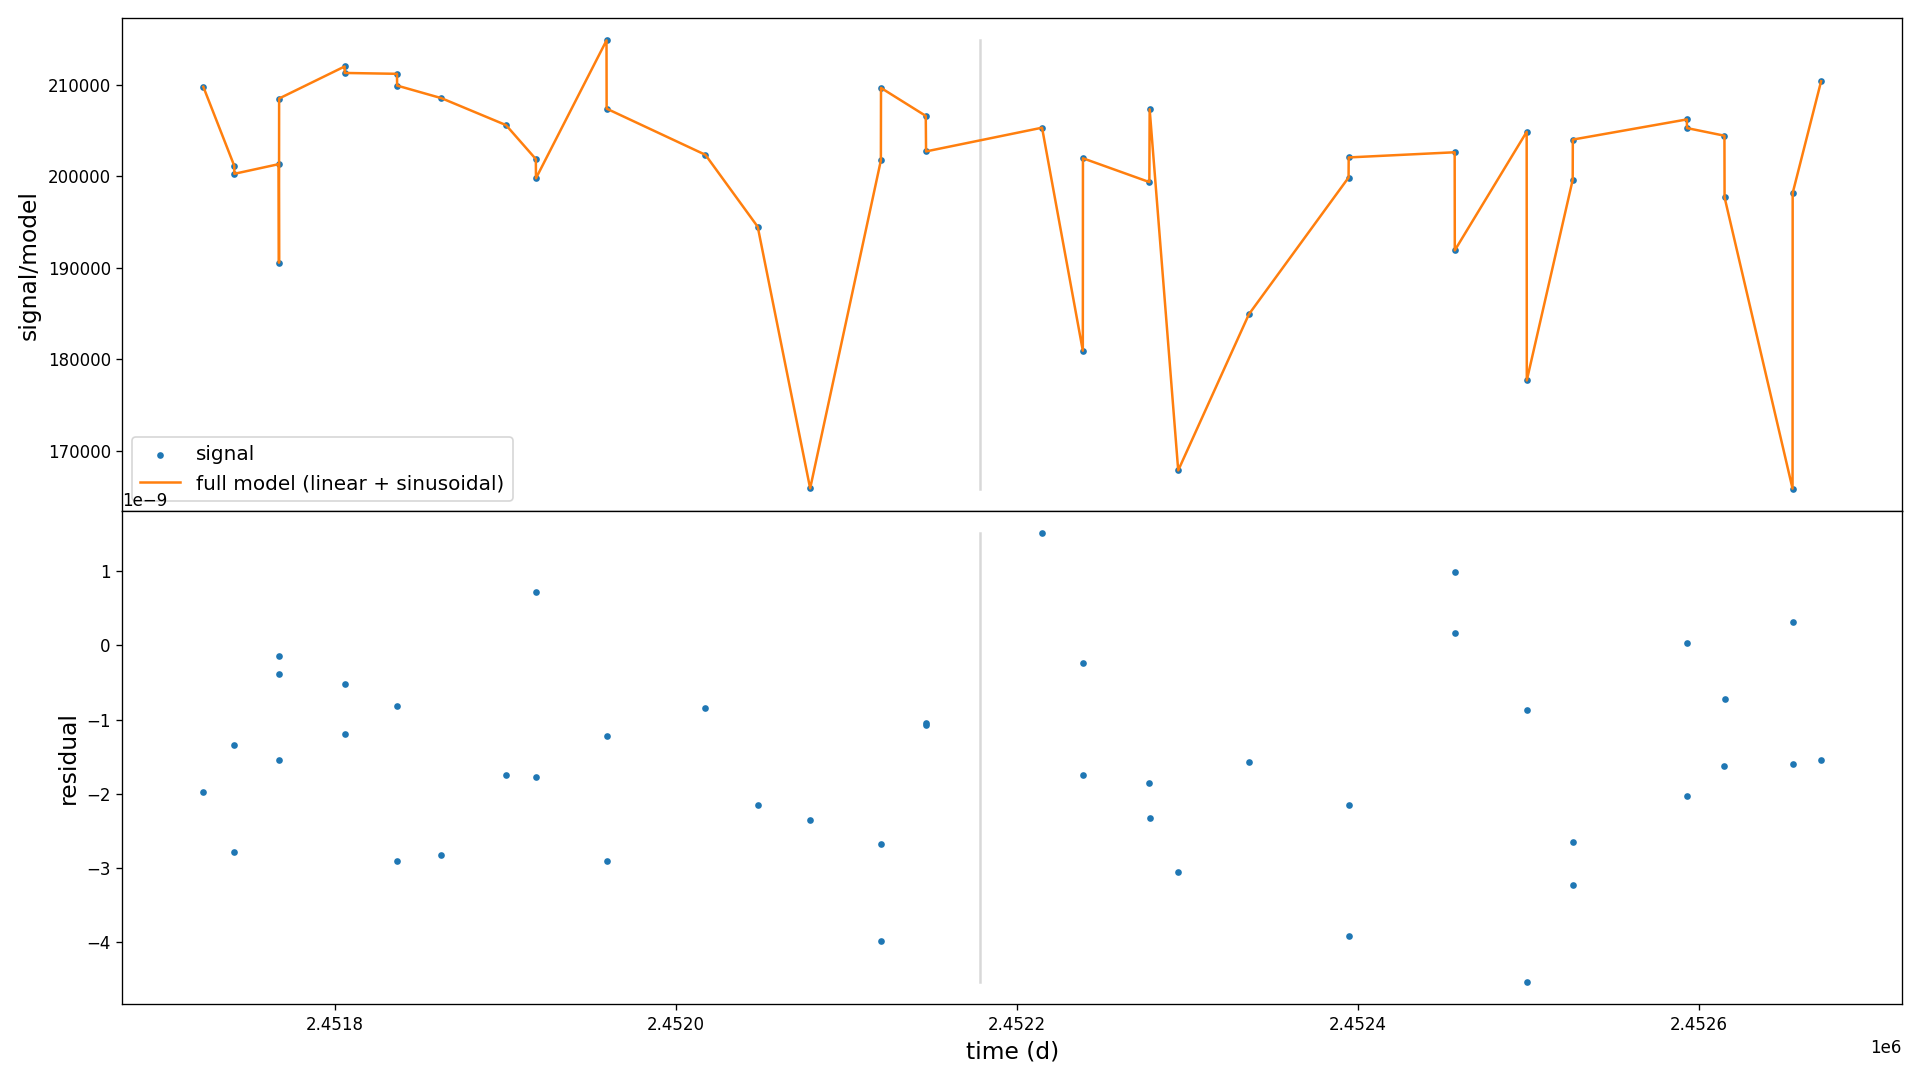 210000
200000
190000
180000
170000
signal/model
signal
full model (linear + sinusoidal)
1e−9
1
0
−1
−2
−3
−4
residual
2.4518
2.4520
2.4522
2.4524
2.4526
time (d)
1e6